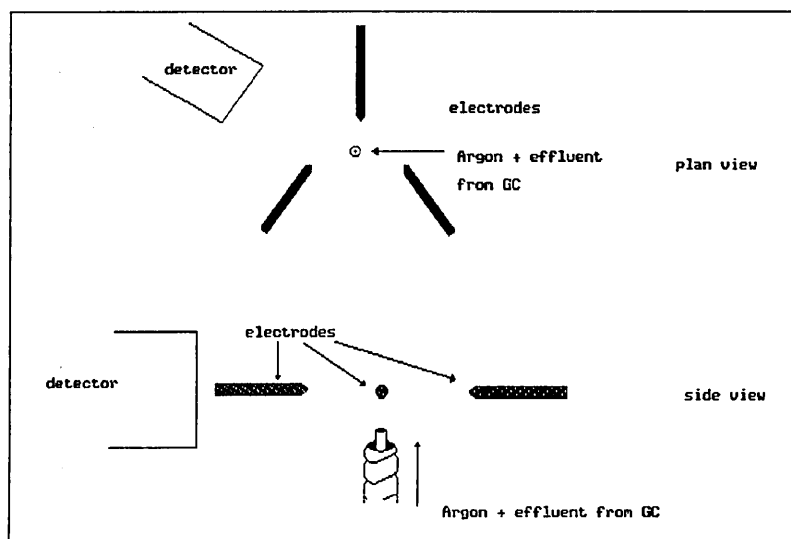 detector
electrodes
Argon + effluent
from GC
plan view
electrodes
detector
side view
Argon + effluent from GC